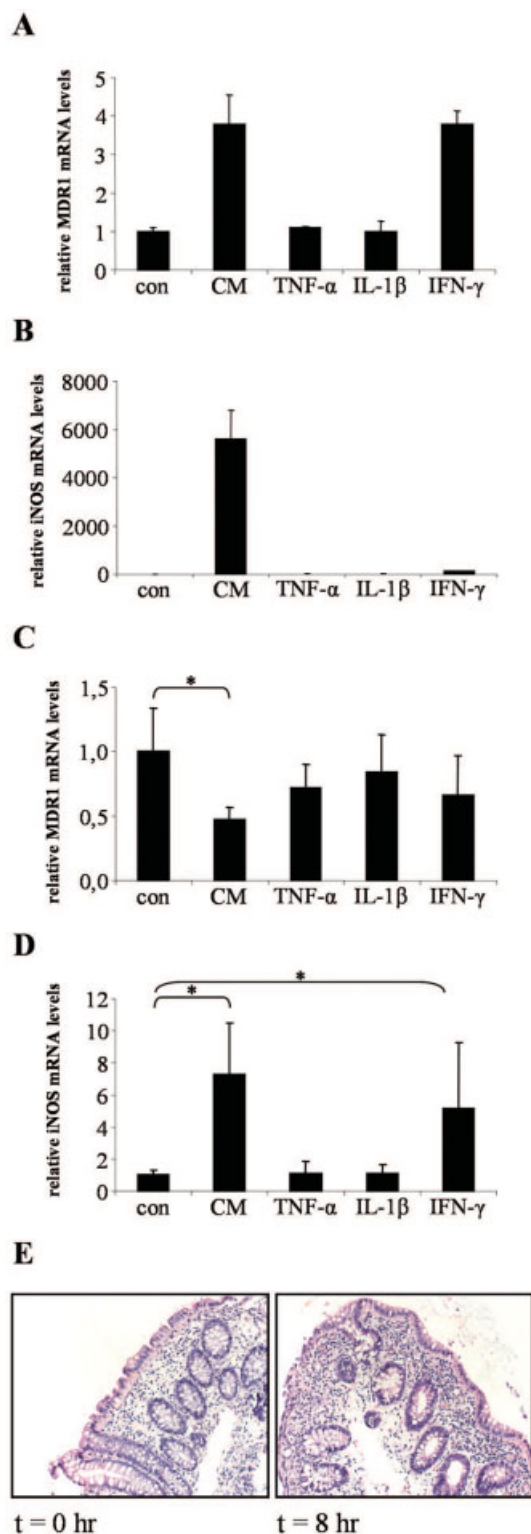 A
relative MDR1 mRNA levels
5
4
3
2
1
0
con CM TNF-α IL-1β IFN-γ
B
relative iNOS mRNA levels
8000
6000
4000
2000
0
con CM TNF-α IL-1β IFN-γ
C
relative MDR1 mRNA levels
*
1,5
1,0
0,5
0,0
con CM TNF-α IL-1β IFN-γ
D
relative iNOS mRNA levels
*
*
12
10
8
6
4
2
0
con CM TNF-α IL-1β IFN-γ
E
t = 0 hr t = 8 hr